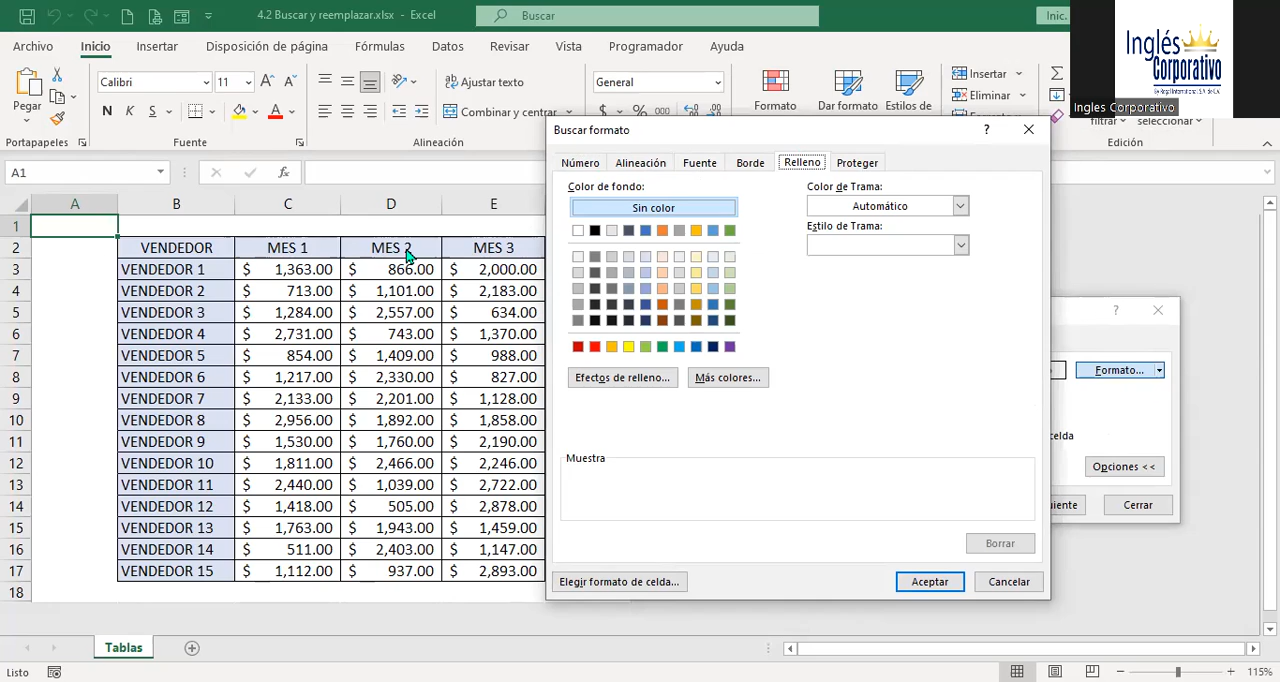 4.2 Buscar y reemplazar.xlsx - Excel
Buscar
Inic.
Archivo Inicio Insertar Disposición de página Fórmulas Datos Revisar Vista Programador Ayuda
Inglés
Corporativo
Ingles Corporativo
Pegar
Portapapeles
Calibri 11
N K S
Fuente
Ajustar texto
Combinar y centrar
Alineación
General
$ % 000
Formato
Dar formato
Estilos de
Insertar
Eliminar
filtrar
seleccionar
Edición
A1
fx
A B C D E
1
2 VENDEDOR MES 1 MES 2 MES 3
3 VENDEDOR 1 $ 1,363.00 $ 866.00 $ 2,000.00
4 VENDEDOR 2 $ 713.00 $ 1,101.00 $ 2,183.00
5 VENDEDOR 3 $ 1,284.00 $ 2,557.00 $ 634.00
6 VENDEDOR 4 $ 2,731.00 $ 743.00 $ 1,370.00
7 VENDEDOR 5 $ 854.00 $ 1,409.00 $ 988.00
8 VENDEDOR 6 $ 1,217.00 $ 2,330.00 $ 827.00
9 VENDEDOR 7 $ 2,133.00 $ 2,201.00 $ 1,128.00
10 VENDEDOR 8 $ 2,956.00 $ 1,892.00 $ 1,858.00
11 VENDEDOR 9 $ 1,530.00 $ 1,760.00 $ 2,190.00
12 VENDEDOR 10 $ 1,811.00 $ 2,466.00 $ 2,246.00
13 VENDEDOR 11 $ 2,440.00 $ 1,039.00 $ 2,722.00
14 VENDEDOR 12 $ 1,418.00 $ 505.00 $ 2,878.00
15 VENDEDOR 13 $ 1,763.00 $ 1,943.00 $ 1,459.00
16 VENDEDOR 14 $ 511.00 $ 2,403.00 $ 1,147.00
17 VENDEDOR 15 $ 1,112.00 $ 937.00 $ 2,893.00
18
Buscar formato
?
Número Alineación Fuente Borde Relleno Proteger
Color de fondo:
Sin color
Efectos de relleno... Más colores...
Color de Trama:
Automático
Estilo de Trama:
Muestra
Borrar
Elegir formato de celda...
Aceptar
Cancelar
?
Formato...
celda
Opciones <<
iente
Cerrar
Tablas
Listo
115%